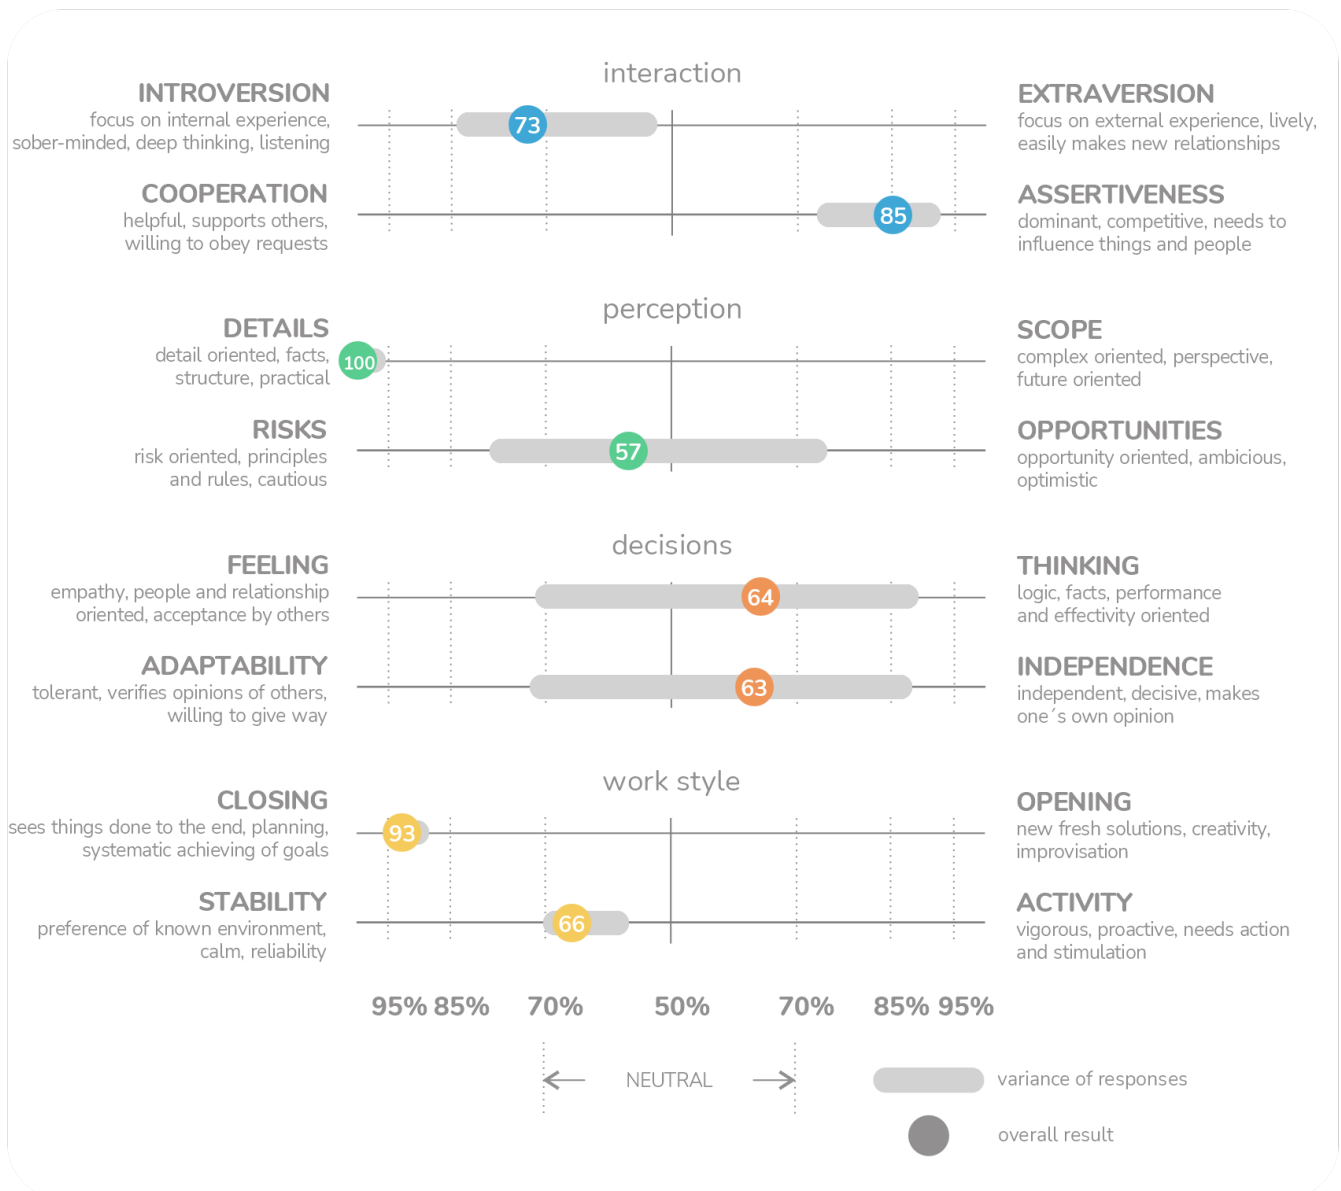 interaction
INTROVERSION
focus on internal experience,
sober-minded, deep thinking, listening
73
EXTRAVERSION
focus on external experience, lively,
easily makes new relationships
COOPERATION
helpful, supports others,
willing to obey requests
85
ASSERTIVENESS
dominant, competitive, needs to
influence things and people
perception
DETAILS
detail oriented, facts,
structure, practical
100
SCOPE
complex oriented, perspective,
future oriented
RISKS
risk oriented, principles
and rules, cautious
57
OPPORTUNITIES
opportunity oriented, ambicious,
optimistic
decisions
FEELING
empathy, people and relationship
oriented, acceptance by others
64
THINKING
logic, facts, performance
and effectivity oriented
ADAPTABILITY
tolerant, verifies opinions of others,
willing to give way
63
INDEPENDENCE
independent, decisive, makes
one´s own opinion
work style
CLOSING
sees things done to the end, planning,
systematic achieving of goals
93
OPENING
new fresh solutions, creativity,
improvisation
STABILITY
preference of known environment,
calm, reliability
66
ACTIVITY
vigorous, proactive, needs action
and stimulation
95% 85% 70% 50% 70% 85% 95%
NEUTRAL
variance of responses
overall result